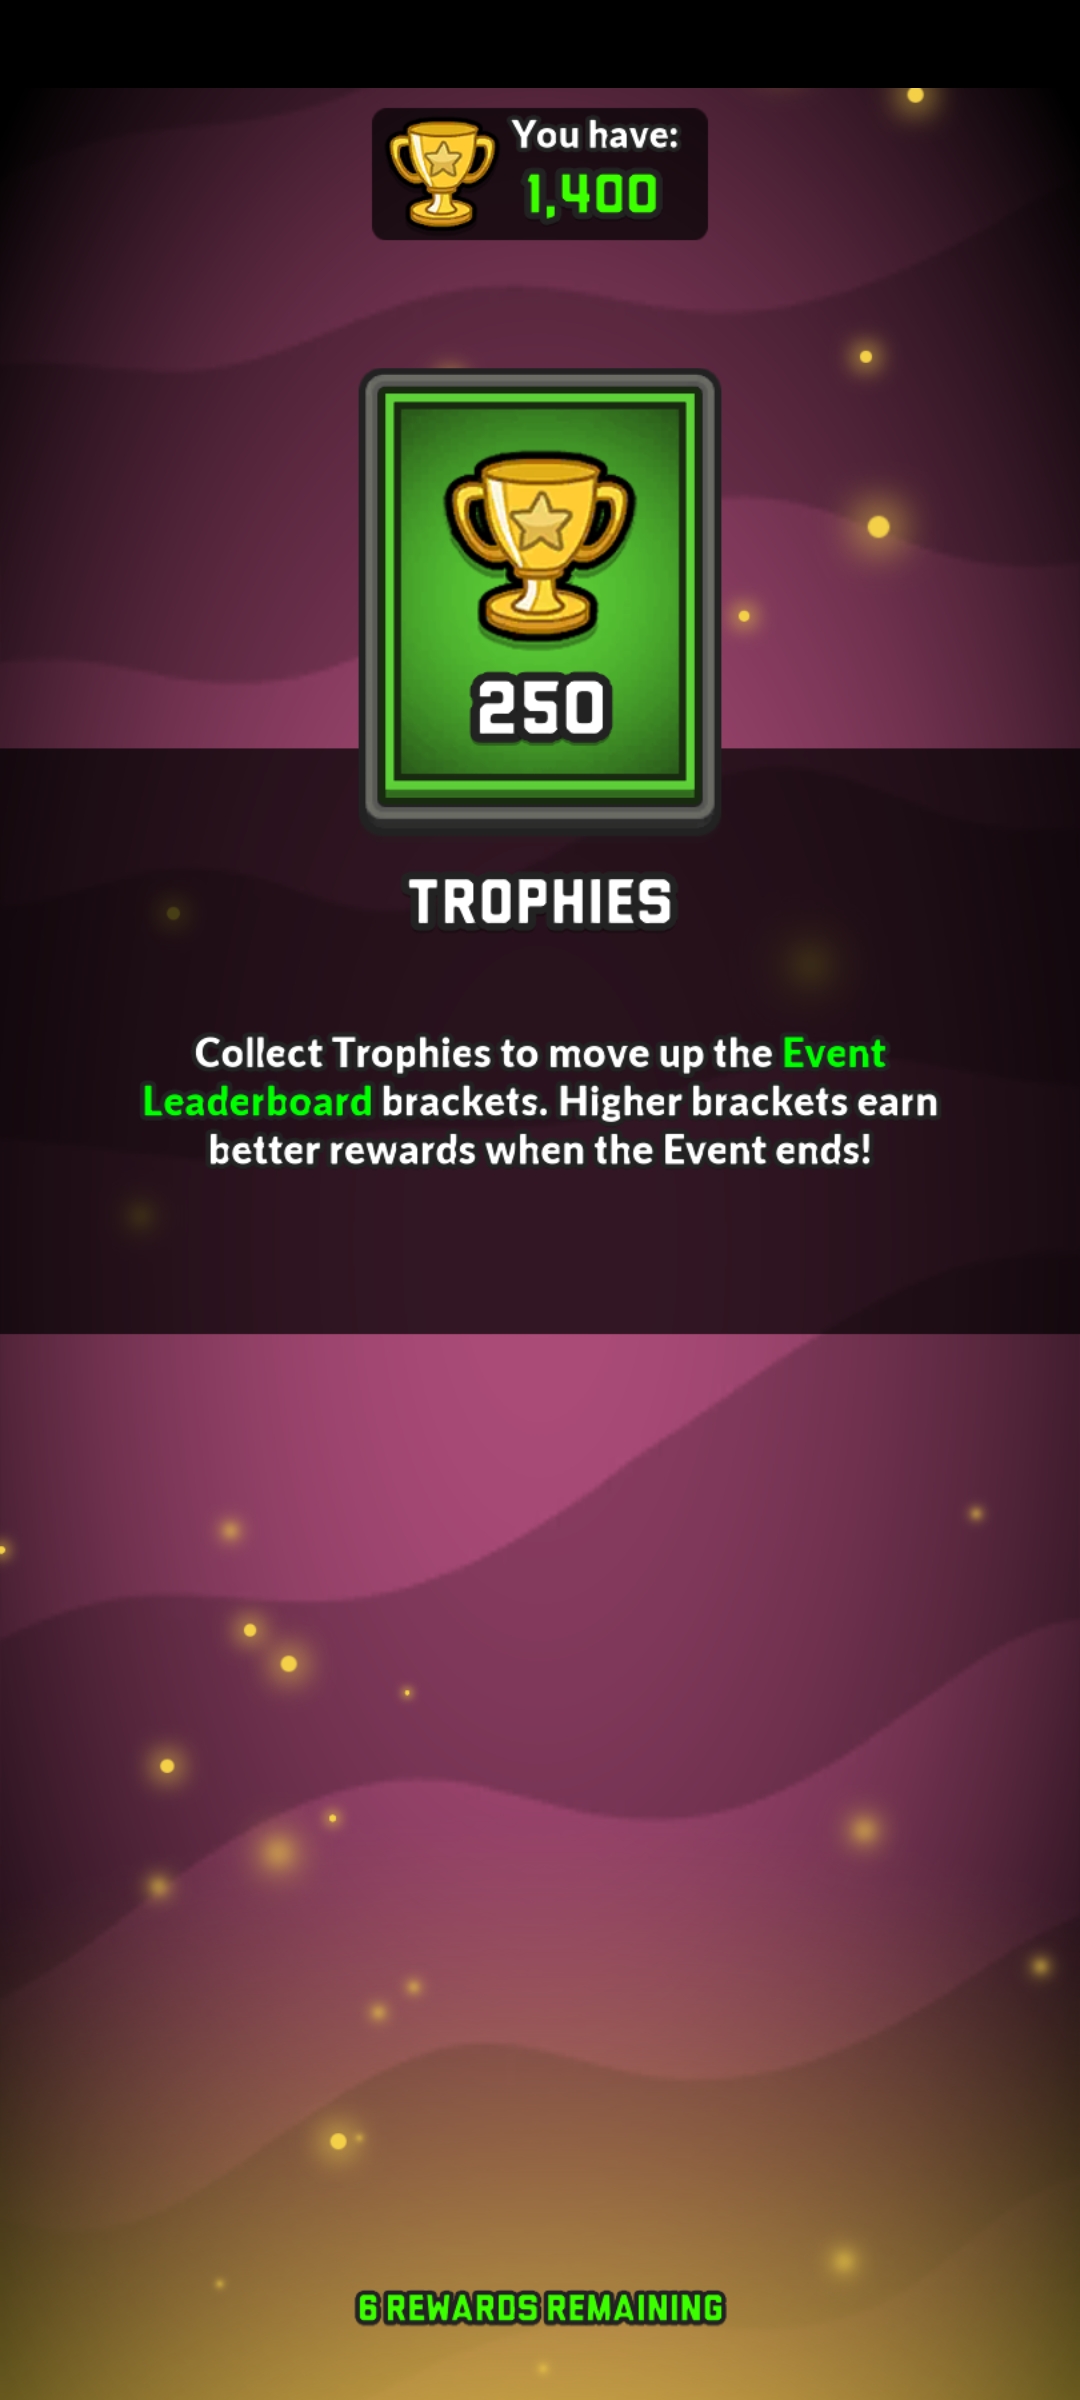 You have:
1,400
250
TROPHIES
Collect Trophies to move up the Event
Leaderboard brackets. Higher brackets earn
better rewards when the Event ends!
6 REWARDS REMAINING